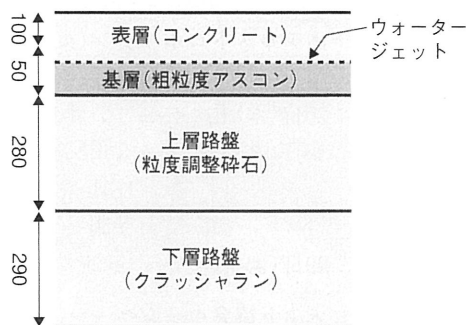 100
表層(コンクリート)
ウォーター
ジェット
50
基層(粗粒度アスコン)
280
上層路盤
(粒度調整砕石)
290
下層路盤
(クラッシャラン)